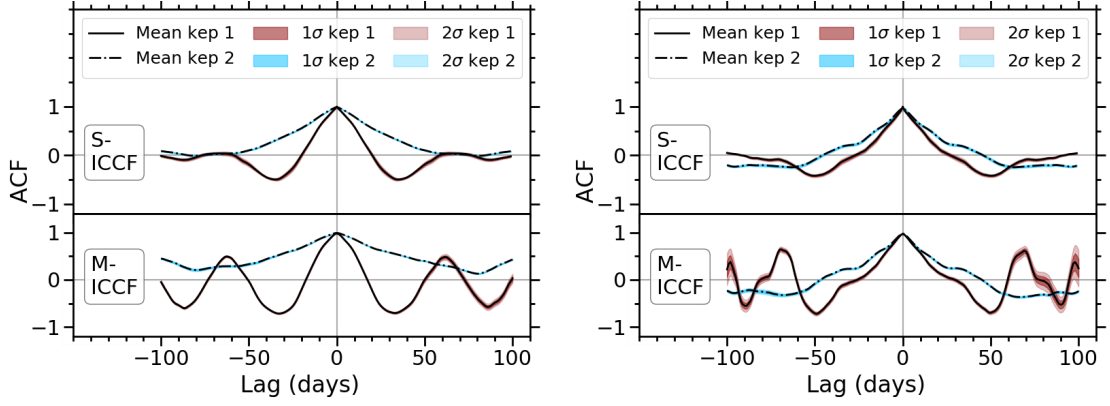 Mean kep 1
Mean kep 2
1σ kep 1
1σ kep 2
2σ kep 1
2σ kep 2
ACF
1
0
−1
S-
ICCF
1
0
−1
M-
ICCF
−100
−50
0
50
100
Lag (days)
Mean kep 1
Mean kep 2
1σ kep 1
1σ kep 2
2σ kep 1
2σ kep 2
ACF
1
0
−1
S-
ICCF
1
0
−1
M-
ICCF
−100
−50
0
50
100
Lag (days)